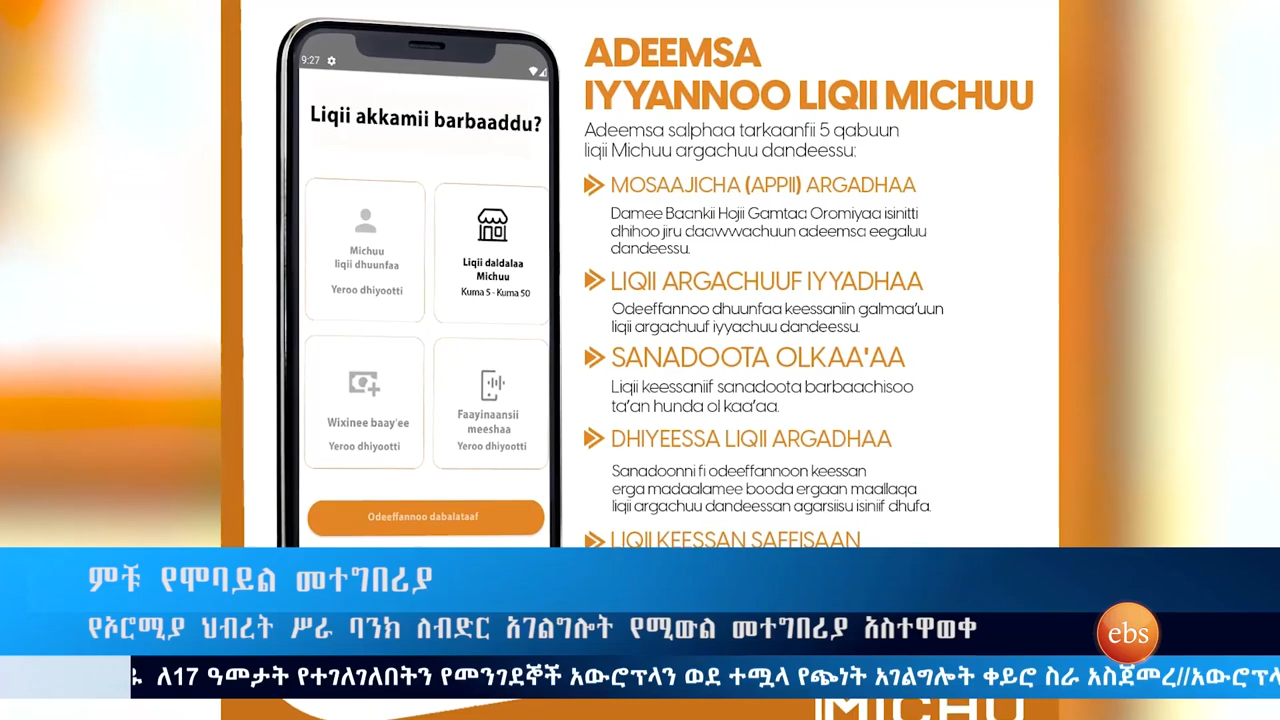 9:27
Liqii akkamii barbaaddu?
Michuu
liqii dhuunfaa
Yeroo dhiyootti
Liqii daldalaa
Michuu
Kuma 5 - Kuma 50
Wixinee baay'ee
Yeroo dhiyootti
Faayinaansii
meeshaa
Yeroo dhiyootti
Odeeffannoo dabalataaf
ADEEMSA
IYYANNOO LIQII MICHUU
Adeemsa salphaa tarkaanfii 5 qabuun
liqii Michuu argachuu dandeessu:
MOSAAJICHA (APPII) ARGADHAA
Damee Baankii Hojii Gamtaa Oromiyaa isinitti
dhihoo jiru daawwachuun adeemsa eegaluu
dandeessu.
LIQII ARGACHUUF IYYADHAA
Odeeffannoo dhuunfaa keessaniin galmaa'uun
liqii argachuuf iyyachuu dandeessu.
SANADOOTA OLKAA'AA
Liqii keessaniif sanadoota barbaachisoo
ta'an hunda ol kaa'aa.
DHIYEESSA LIQII ARGADHAA
Sanadoonni fi odeeffannoon keessan
erga madaalamee booda ergaan maallaqa
liqii argachuu dandeessan agarsiisu isiniif dhufa.
LIQII KEESSAN SAFFISAAN
ምቹ የሞባይል መተግበሪያ
የኦሮሚያ ህብረት ሥራ ባንክ ለብድር አገልግሎት የሚውል መተግበሪያ አስተዋወቀ
ebs
ለ17 ዓመታት የተገለገለበትን የመንገደኞች አውሮፕላን ወደ ተሟላ የጭነት አገልግሎት ቀይሮ ስራ አስጀመረ//አውሮፕላ
MICHU